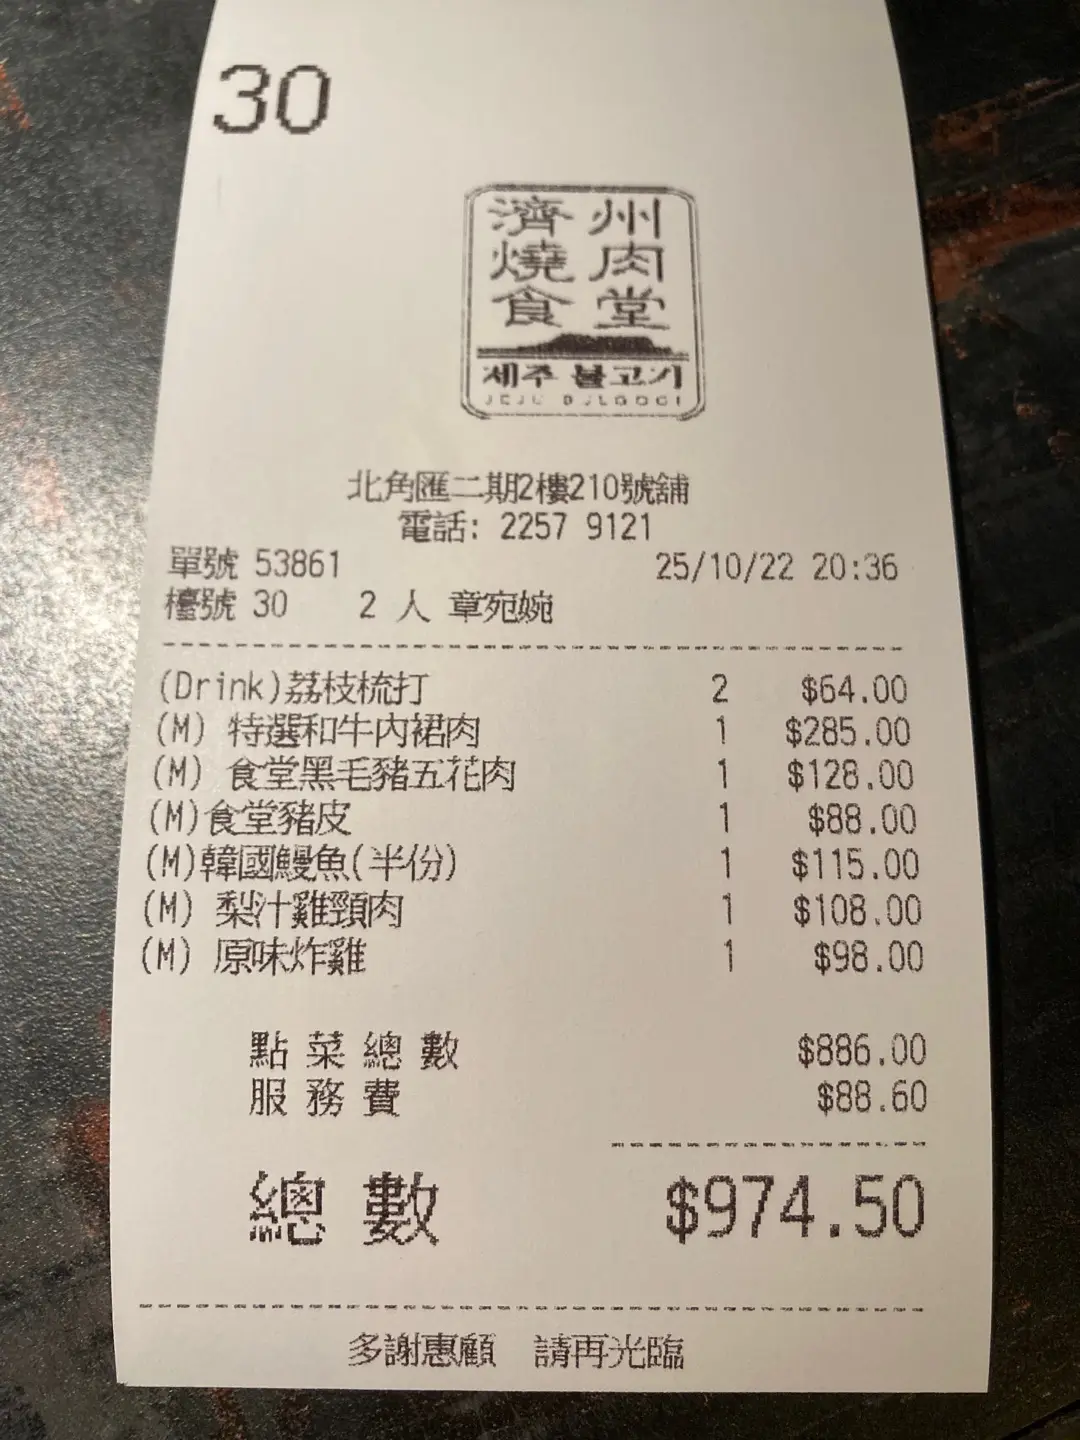 30
濟州
燒肉
食堂
제주 불고기
JEJU BULGOGI
北角匯二期2樓210號舖
電話: 2257 9121
單號 53861 25/10/22 20:36
檯號 30 2 人 章宛婉
(Drink)荔枝梳打 2 $64.00
(M) 特選和牛內裙肉 1 $285.00
(M) 食堂黑毛豬五花肉 1 $128.00
(M)食堂豬皮 1 $88.00
(M)韓國鰻魚(半份) 1 $115.00
(M) 梨汁雞頸肉 1 $108.00
(M) 原味炸雞 1 $98.00
點菜總數 $886.00
服務費 $88.60
總數 $974.50
多謝惠顧 請再光臨